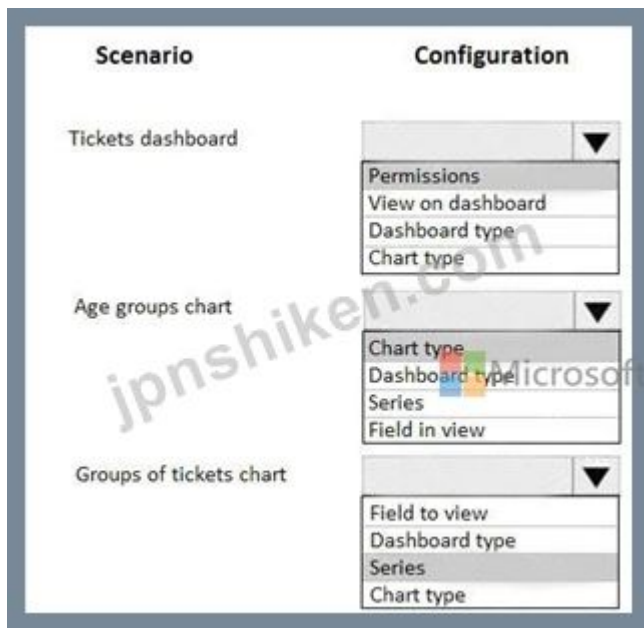 Scenario Configuration
Tickets dashboard
Permissions
View on dashboard
Dashboard type
Chart type
Age groups chart
Chart type
Dashboard type
Series
Field in view
Groups of tickets chart
Field to view
Dashboard type
Series
Chart type
jpnshiken.com
Microsoft